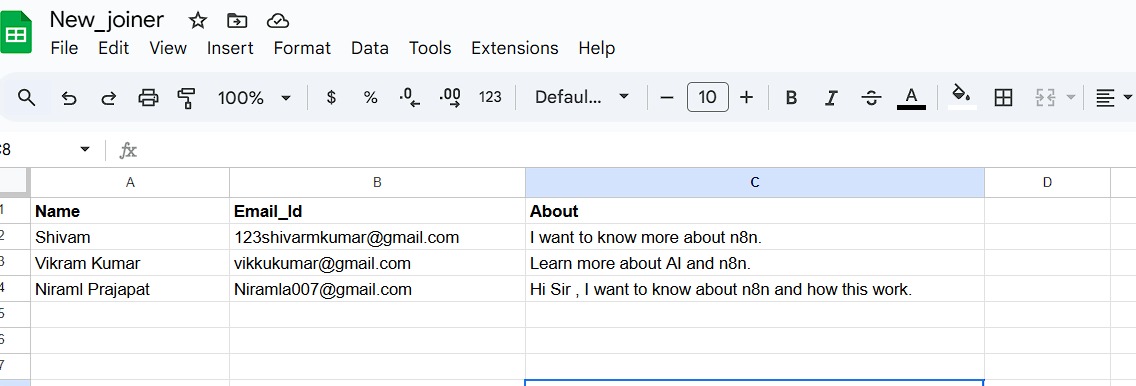 New_joiner
File Edit View Insert Format Data Tools Extensions Help
100% $ % .0 .00 123 Defaul... 10 B I S A
C8 fx
A B C D
1 Name Email_Id About
2 Shivam 123shivarmkumar@gmail.com I want to know more about n8n.
3 Vikram Kumar vikkukumar@gmail.com Learn more about AI and n8n.
4 Niraml Prajapat Niramla007@gmail.com Hi Sir , I want to know about n8n and how this work.
5
6
7